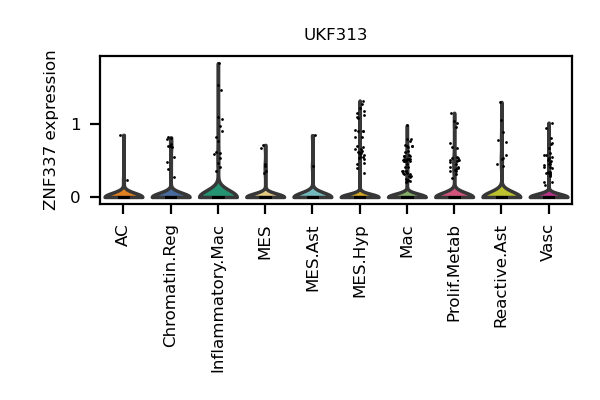 UKF313
ZNF337 expression
1
0
AC
Chromatin.Reg
Inflammatory.Mac
MES
MES.Ast
MES.Hyp
Mac
Prolif.Metab
Reactive.Ast
Vasc